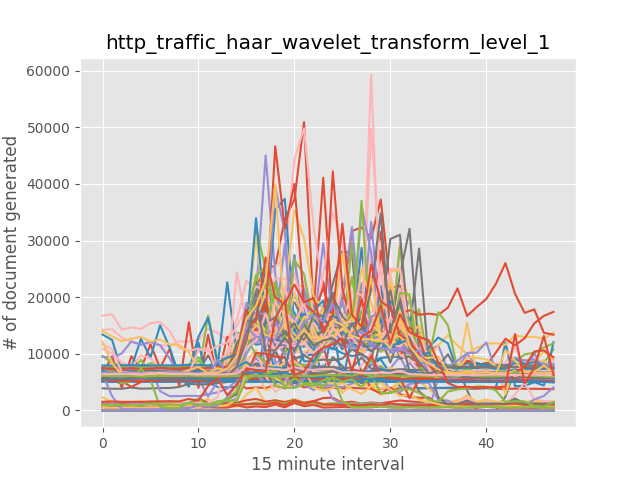 http_traffic_haar_wavelet_transform_level_1
60000
50000
40000
30000
20000
10000
0
# of document generated
0 10 20 30 40
15 minute interval